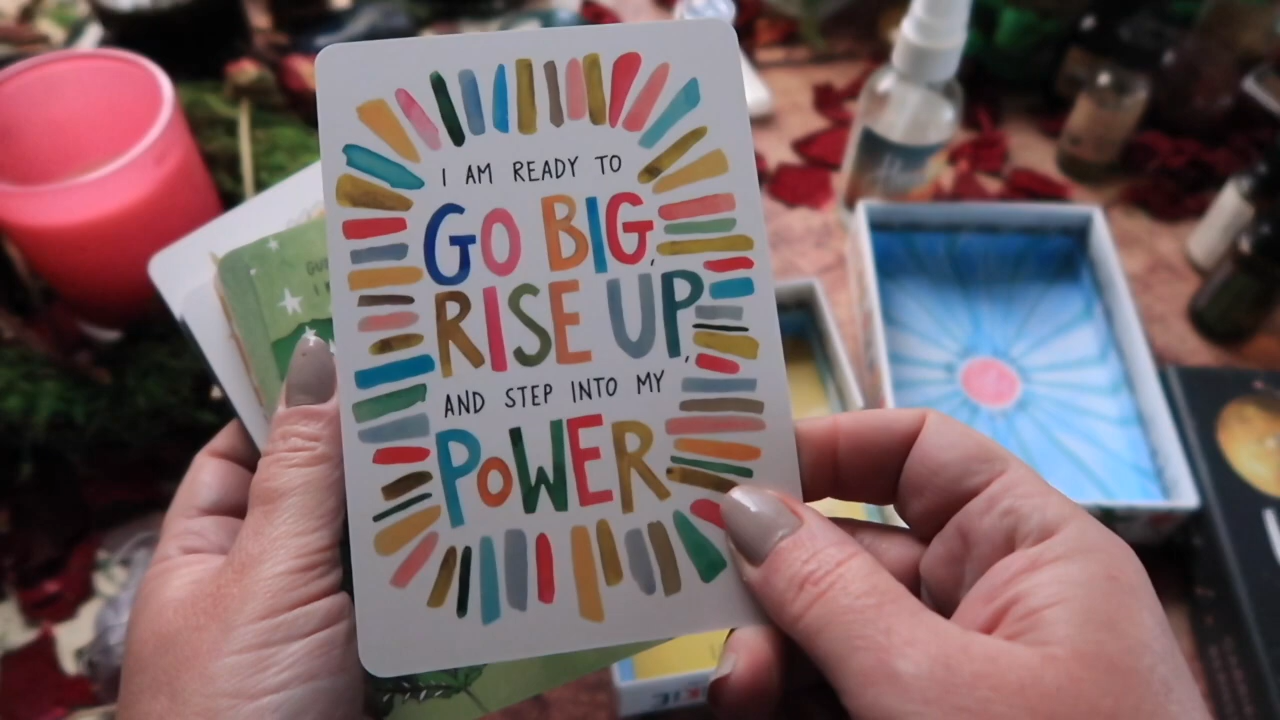 I AM READY TO
GO BIG,
RISE UP,
AND STEP INTO MY
POWER